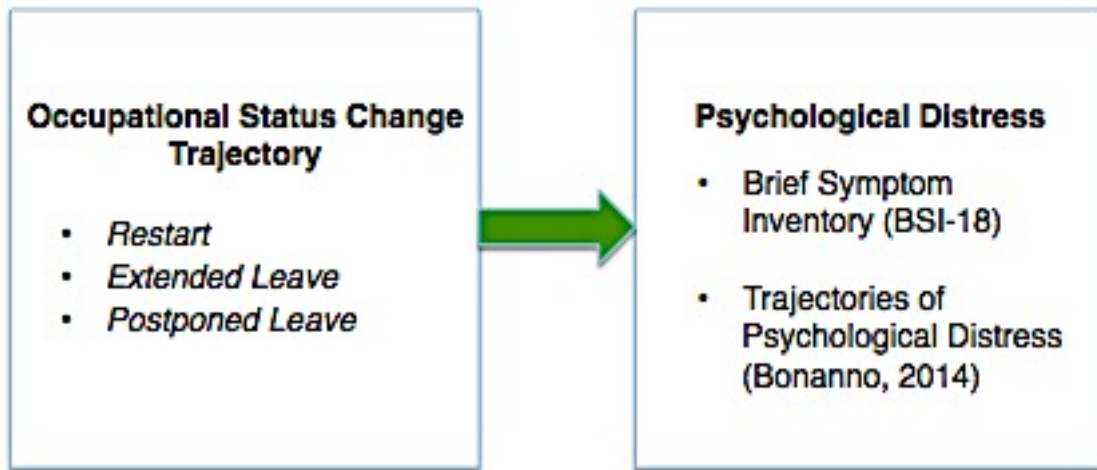 Occupational Status Change
Trajectory
• Restart
• Extended Leave
• Postponed Leave
Psychological Distress
• Brief Symptom
Inventory (BSI-18)
• Trajectories of
Psychological Distress
(Bonanno, 2014)